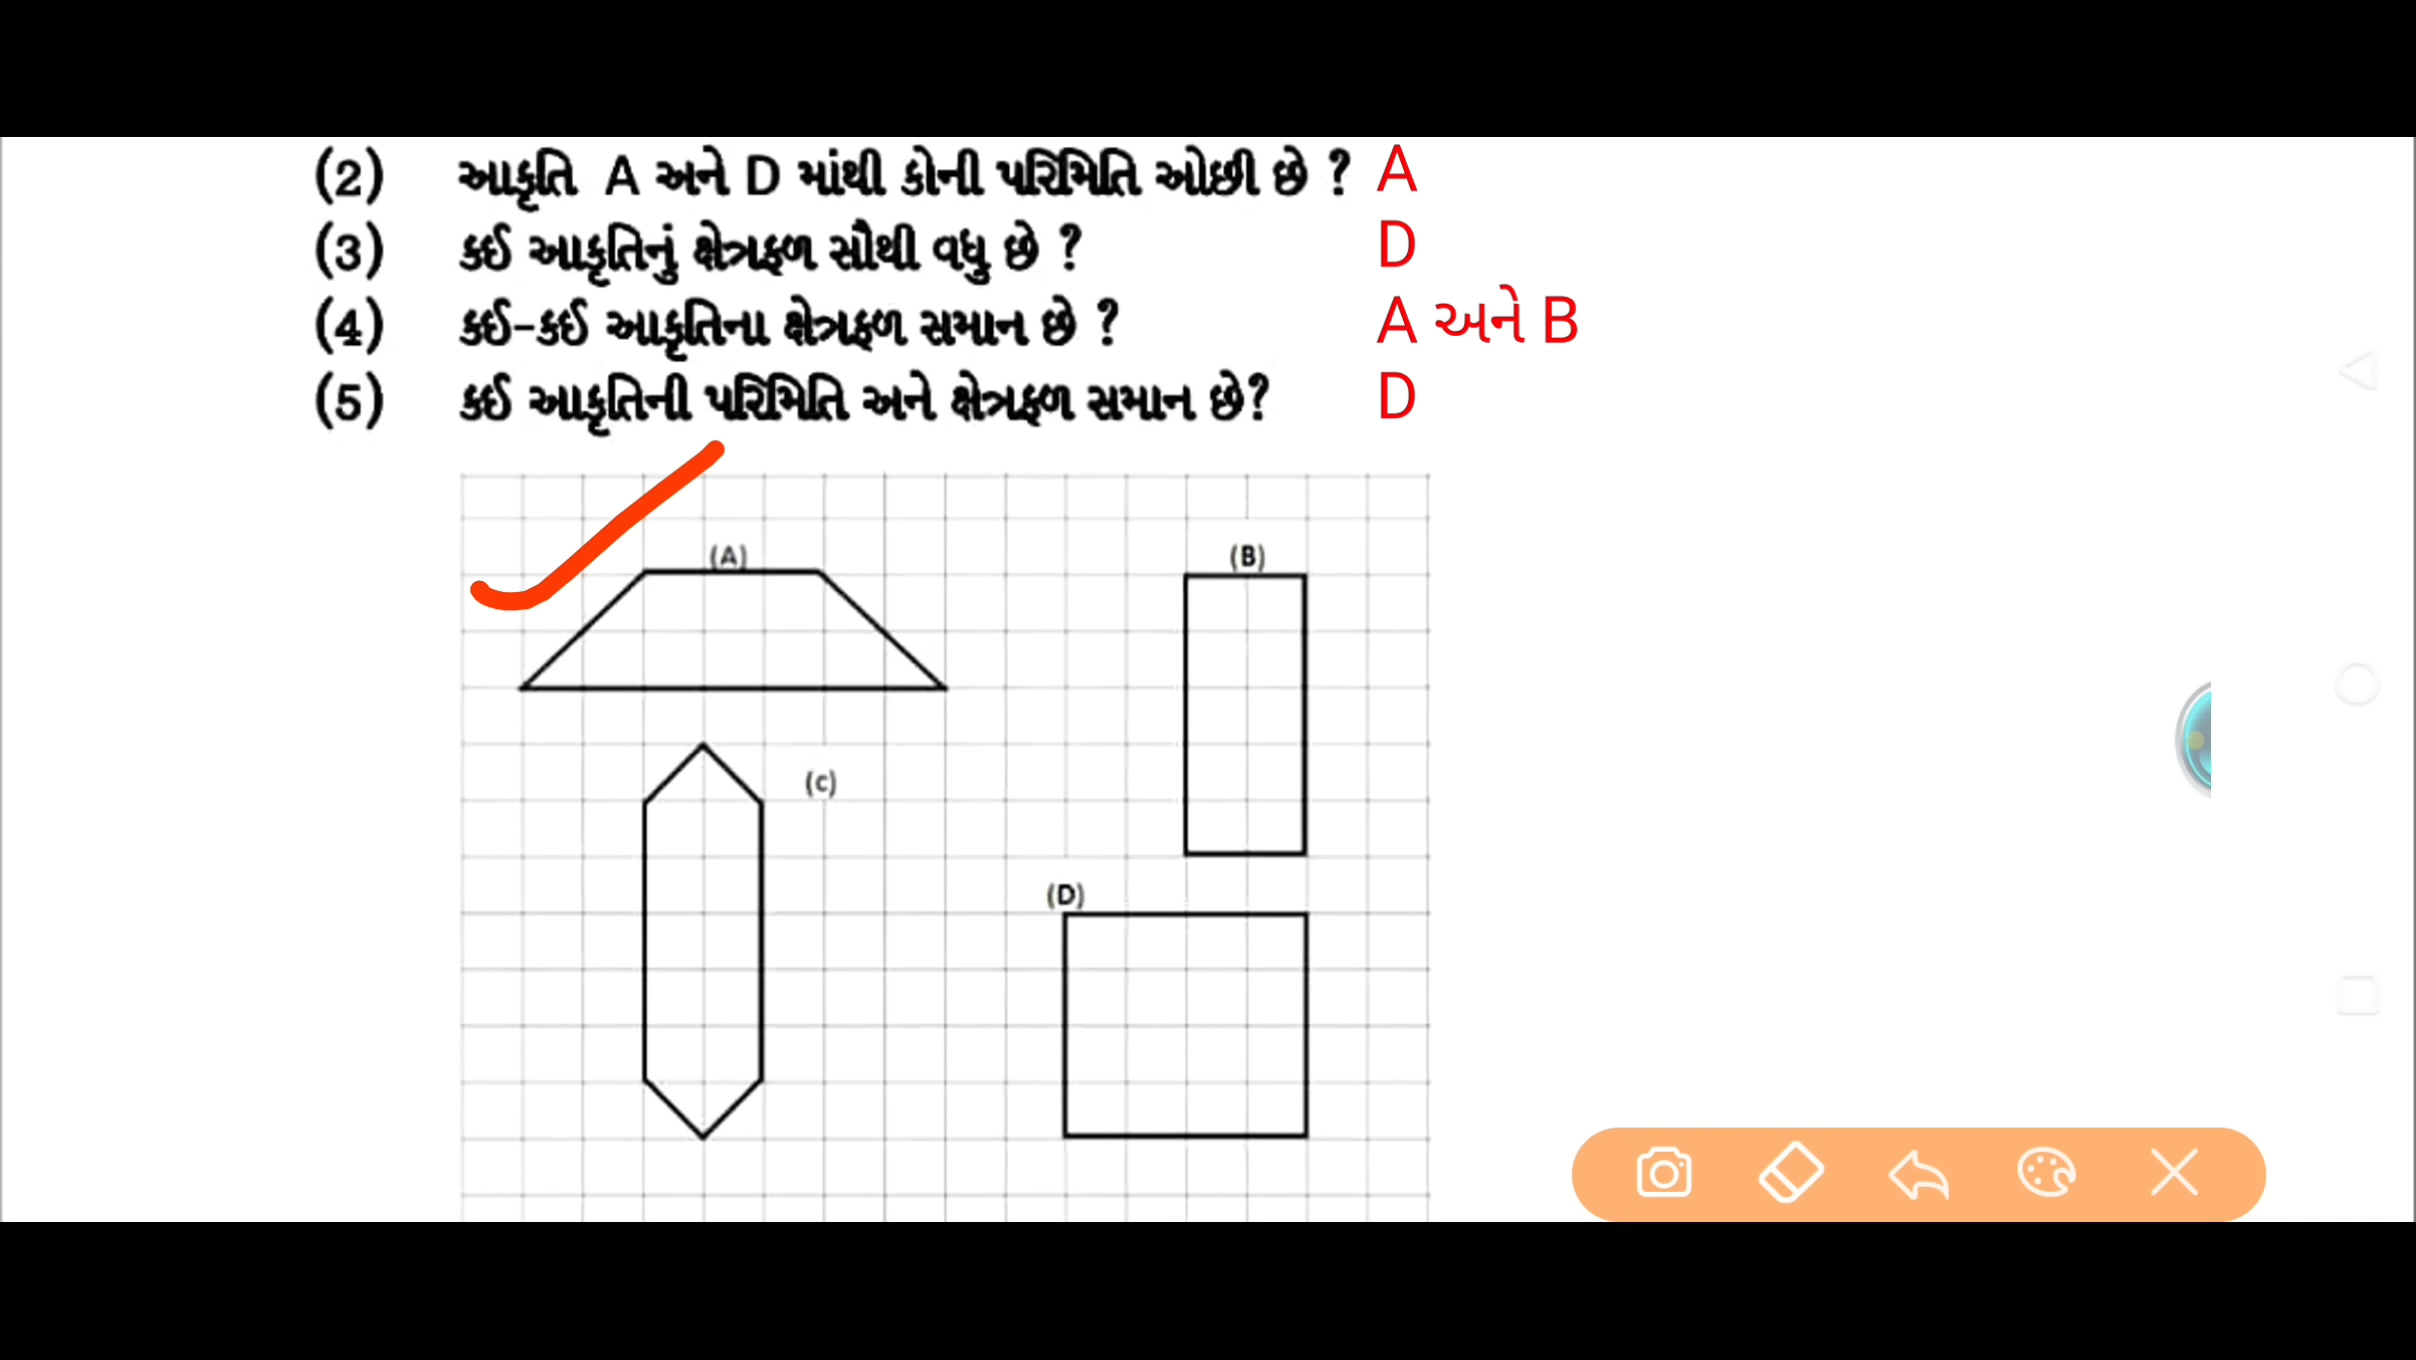 (2) આકૃતિ A અને D માંથી કોની પરિમિતિ ઓછી છે ? A
(3) કઈ આકૃતિનું ક્ષેત્રફળ સૌથી વધુ છે ? D
(4) કઈ-કઈ આકૃતિના ક્ષેત્રફળ સમાન છે ? A અને B
(5) કઈ આકૃતિની પરિમિતિ અને ક્ષેત્રફળ સમાન છે? D
(A)
(B)
(c)
(D)